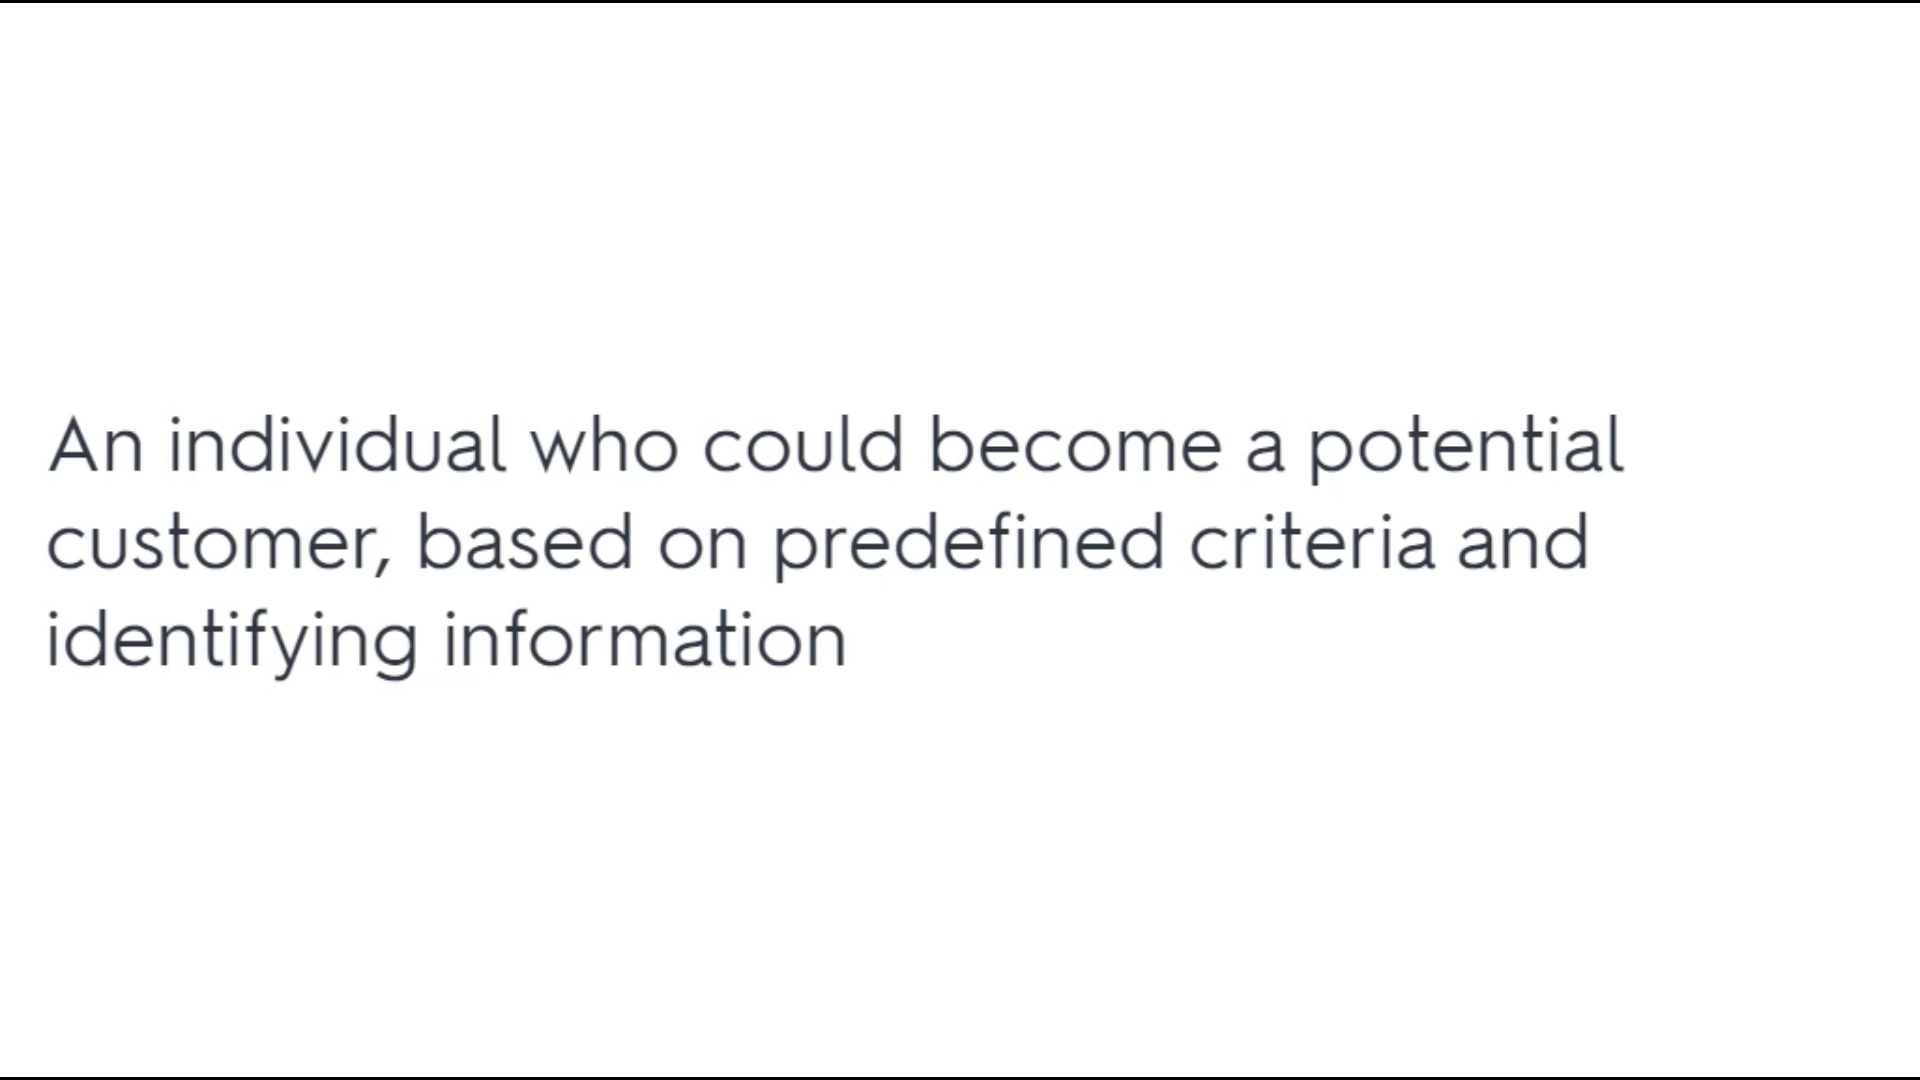 An individual who could become a potential
customer, based on predefined criteria and
identifying information